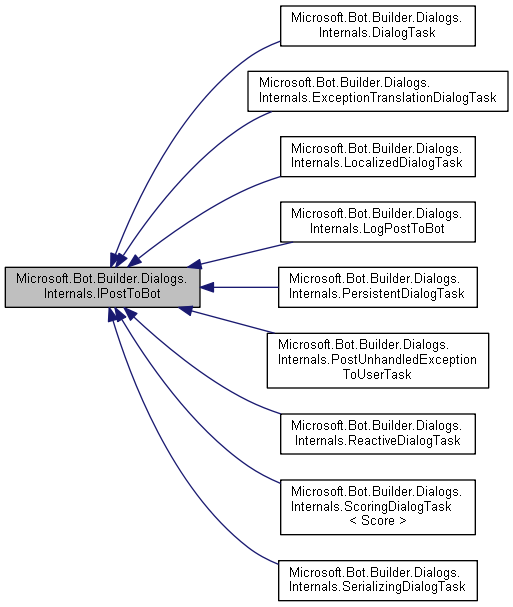 Microsoft.Bot.Builder.Dialogs.
Internals.DialogTask
Microsoft.Bot.Builder.Dialogs.
Internals.ExceptionTranslationDialogTask
Microsoft.Bot.Builder.Dialogs.
Internals.LocalizedDialogTask
Microsoft.Bot.Builder.Dialogs.
Internals.LogPostToBot
Microsoft.Bot.Builder.Dialogs.
Internals.IPostToBot
Microsoft.Bot.Builder.Dialogs.
Internals.PersistentDialogTask
Microsoft.Bot.Builder.Dialogs.
Internals.PostUnhandledException
ToUserTask
Microsoft.Bot.Builder.Dialogs.
Internals.ReactiveDialogTask
Microsoft.Bot.Builder.Dialogs.
Internals.ScoringDialogTask
< Score >
Microsoft.Bot.Builder.Dialogs.
Internals.SerializingDialogTask